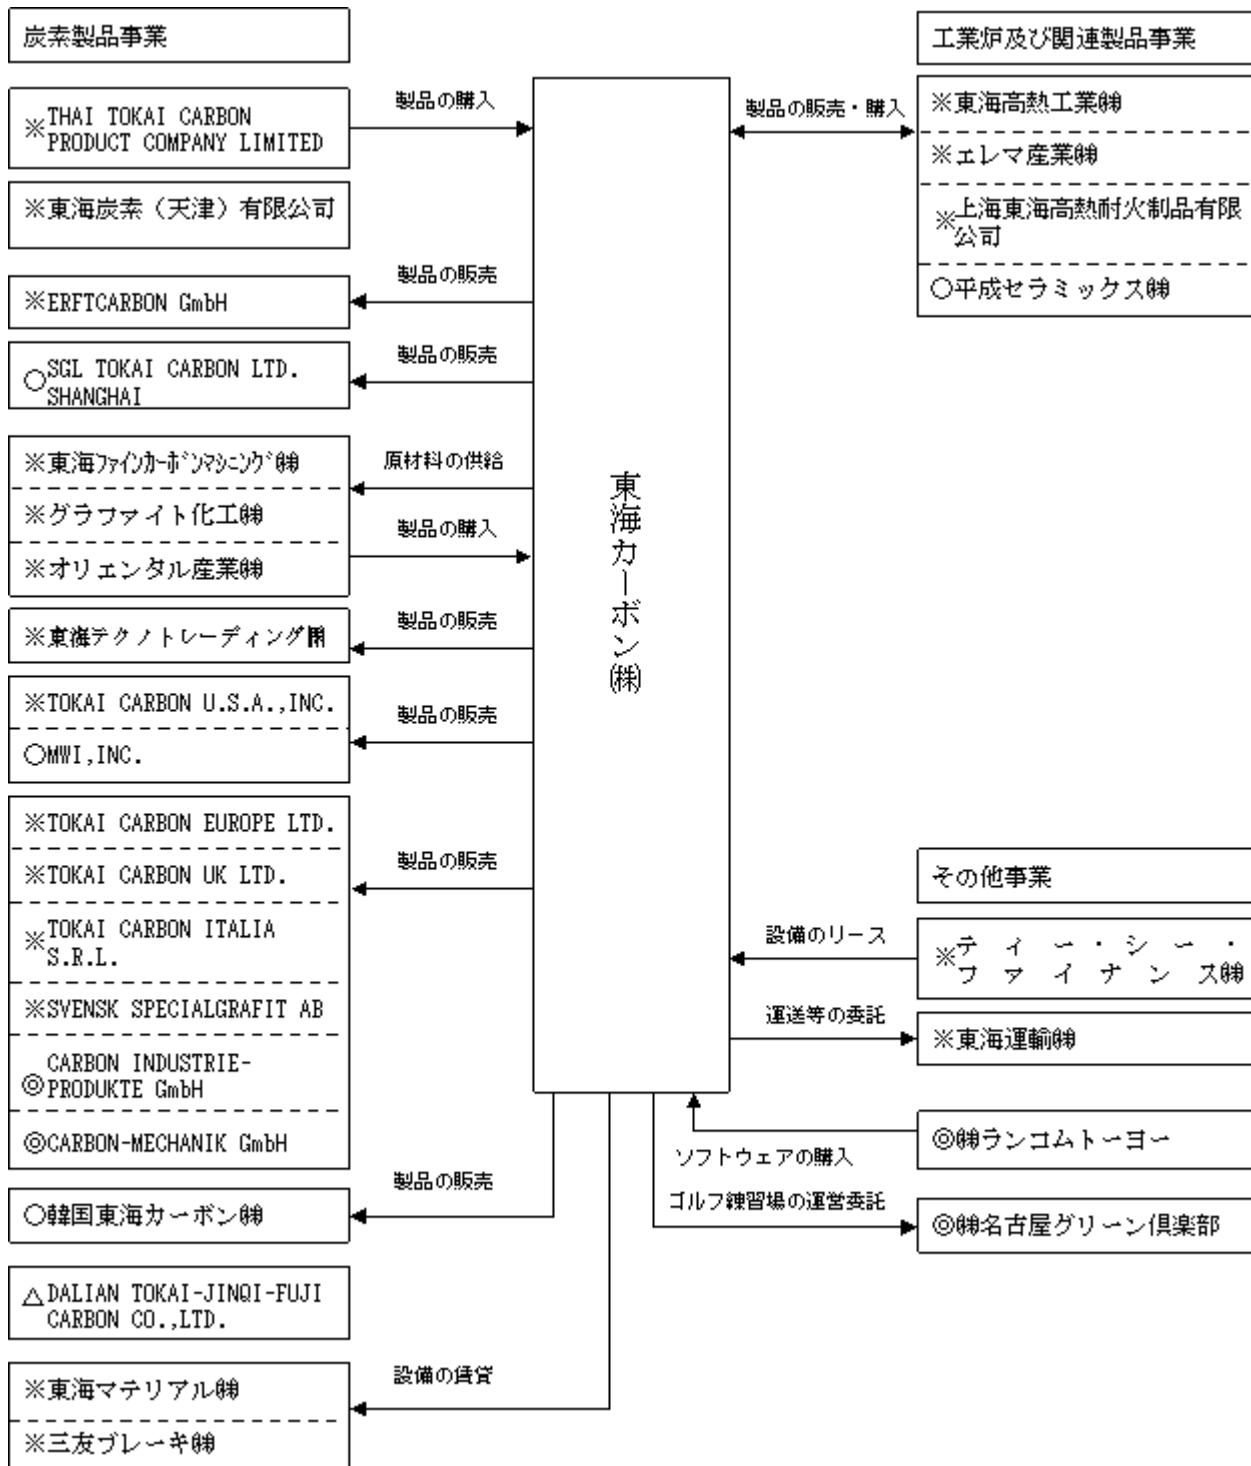 炭素製品事業
※THAI TOKAI CARBON
PRODUCT COMPANY LIMITED
製品の購入
※東海炭素（天津）有限公司
※ERFTCARBON GmbH
製品の販売
○SGL TOKAI CARBON LTD.
SHANGHAI
製品の販売
※東海ファインカーボンマシニング㈱
原材料の供給
※グラファイト化工㈱
※オリエンタル産業㈱
製品の購入
※東海テクノトレーディング㈱
製品の販売
※TOKAI CARBON U.S.A.,INC.
○MWI,INC.
製品の販売
※TOKAI CARBON EUROPE LTD.
※TOKAI CARBON UK LTD.
※TOKAI CARBON ITALIA
S.R.L.
※SVENSK SPECIALGRAFIT AB
◎CARBON INDUSTRIE-
PRODUKTE GmbH
◎CARBON-MECHANIK GmbH
製品の販売
○韓国東海カーボン㈱
製品の販売
△DALIAN TOKAI-JINQI-FUJI
CARBON CO.,LTD.
※東海マテリアル㈱
※三友ブレーキ㈱
設備の賃貸
東海カーボン㈱
工業炉及び関連製品事業
製品の販売・購入
※東海高熱工業㈱
※エレマ産業㈱
※上海東海高熱耐火制品有限
公司
○平成セラミックス㈱
その他事業
設備のリース
※ティー・シー・
ファイナンス㈱
運送等の委託
※東海運輸㈱
ソフトウェアの購入
◎㈱ランコムトーヨー
ゴルフ練習場の運営委託
◎㈱名古屋グリーン倶楽部